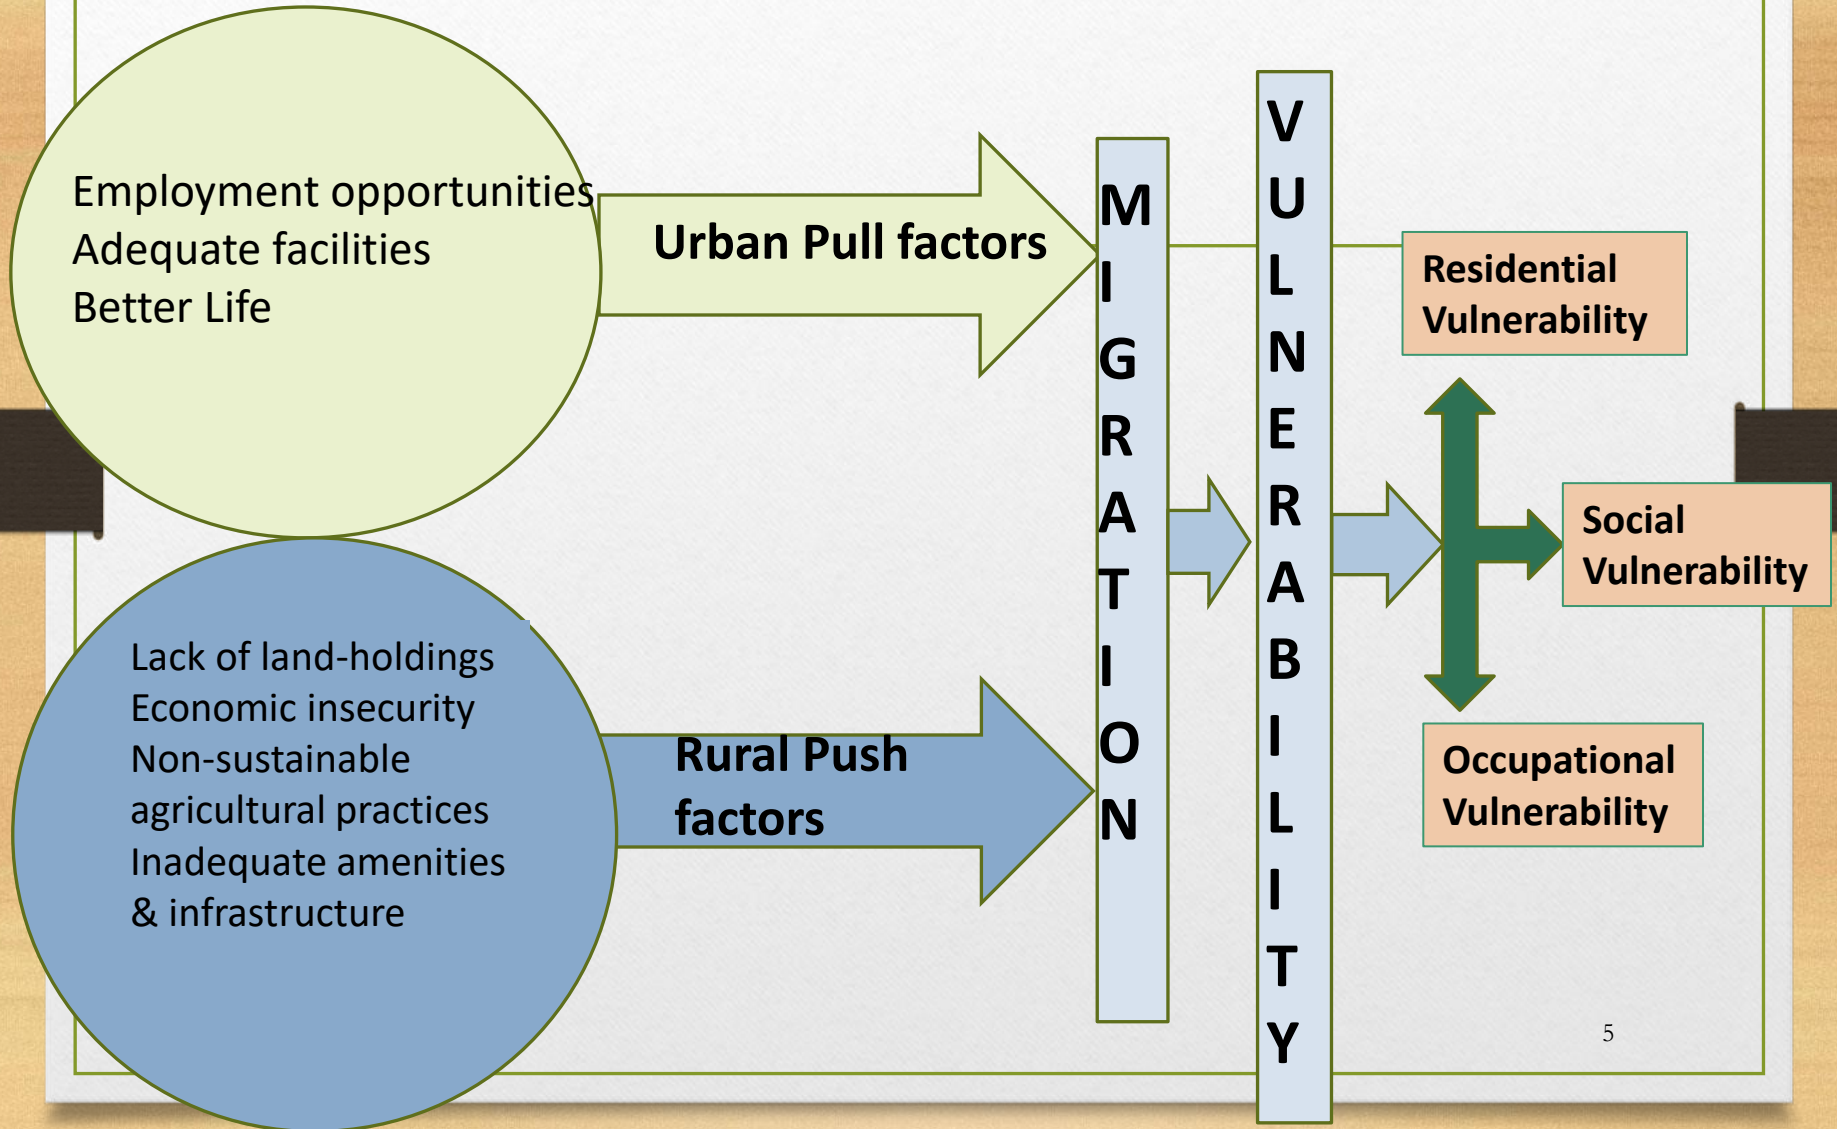 Employment opportunities
Adequate facilities
Better Life
Urban Pull factors
Lack of land-holdings
Economic insecurity
Non-sustainable
agricultural practices
Inadequate amenities
& infrastructure
Rural Push
factors
M
I
G
R
A
T
I
O
N
V
U
L
N
E
R
A
B
I
L
I
T
Y
Residential
Vulnerability
Social
Vulnerability
Occupational
Vulnerability
5